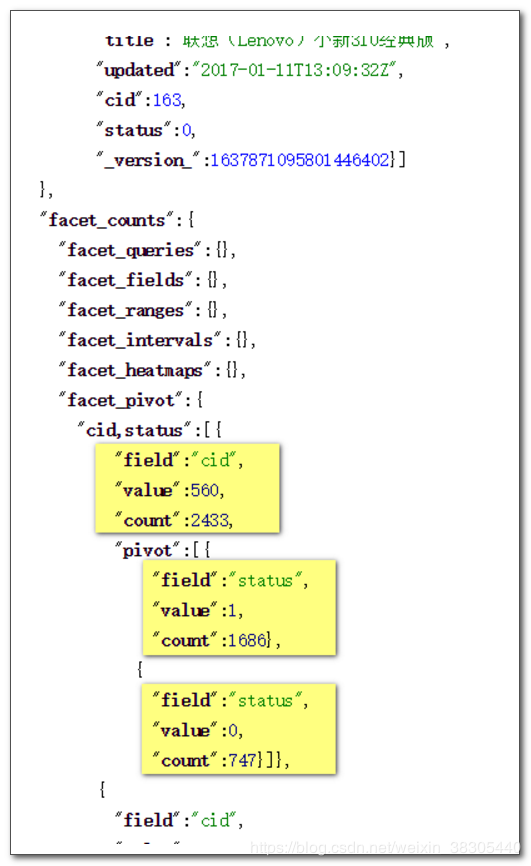 title : 联想（Lenovo）小新310经典版 ,
"updated":"2017-01-11T13:09:32Z",
"cid":163,
"status":0,
"_version_":1637871095801446402}]
},
"facet_counts":{
"facet_queries":{},
"facet_fields":{},
"facet_ranges":{},
"facet_intervals":{},
"facet_heatmaps":{},
"facet_pivot":{
"cid,status":[{
"field":"cid",
"value":560,
"count":2433,
"pivot":[{
"field":"status",
"value":1,
"count":1686},
{
"field":"status",
"value":0,
"count":747}]},
{
"field":"cid",
https://blog.csdn.net/weixin_38305440